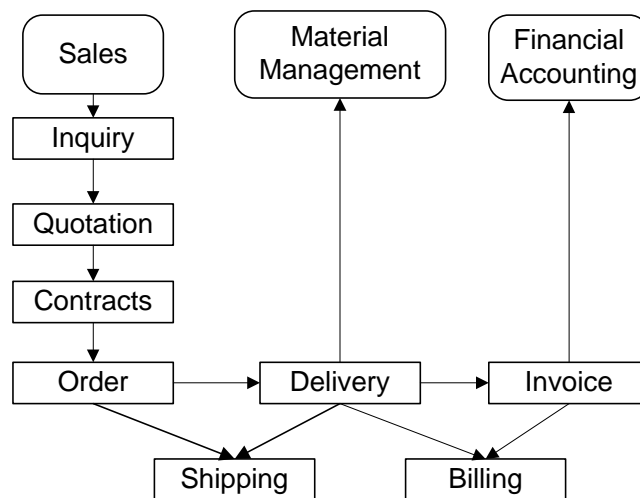 Sales
Material
Management
Financial
Accounting
Inquiry
Quotation
Contracts
Order
Delivery
Invoice
Shipping
Billing